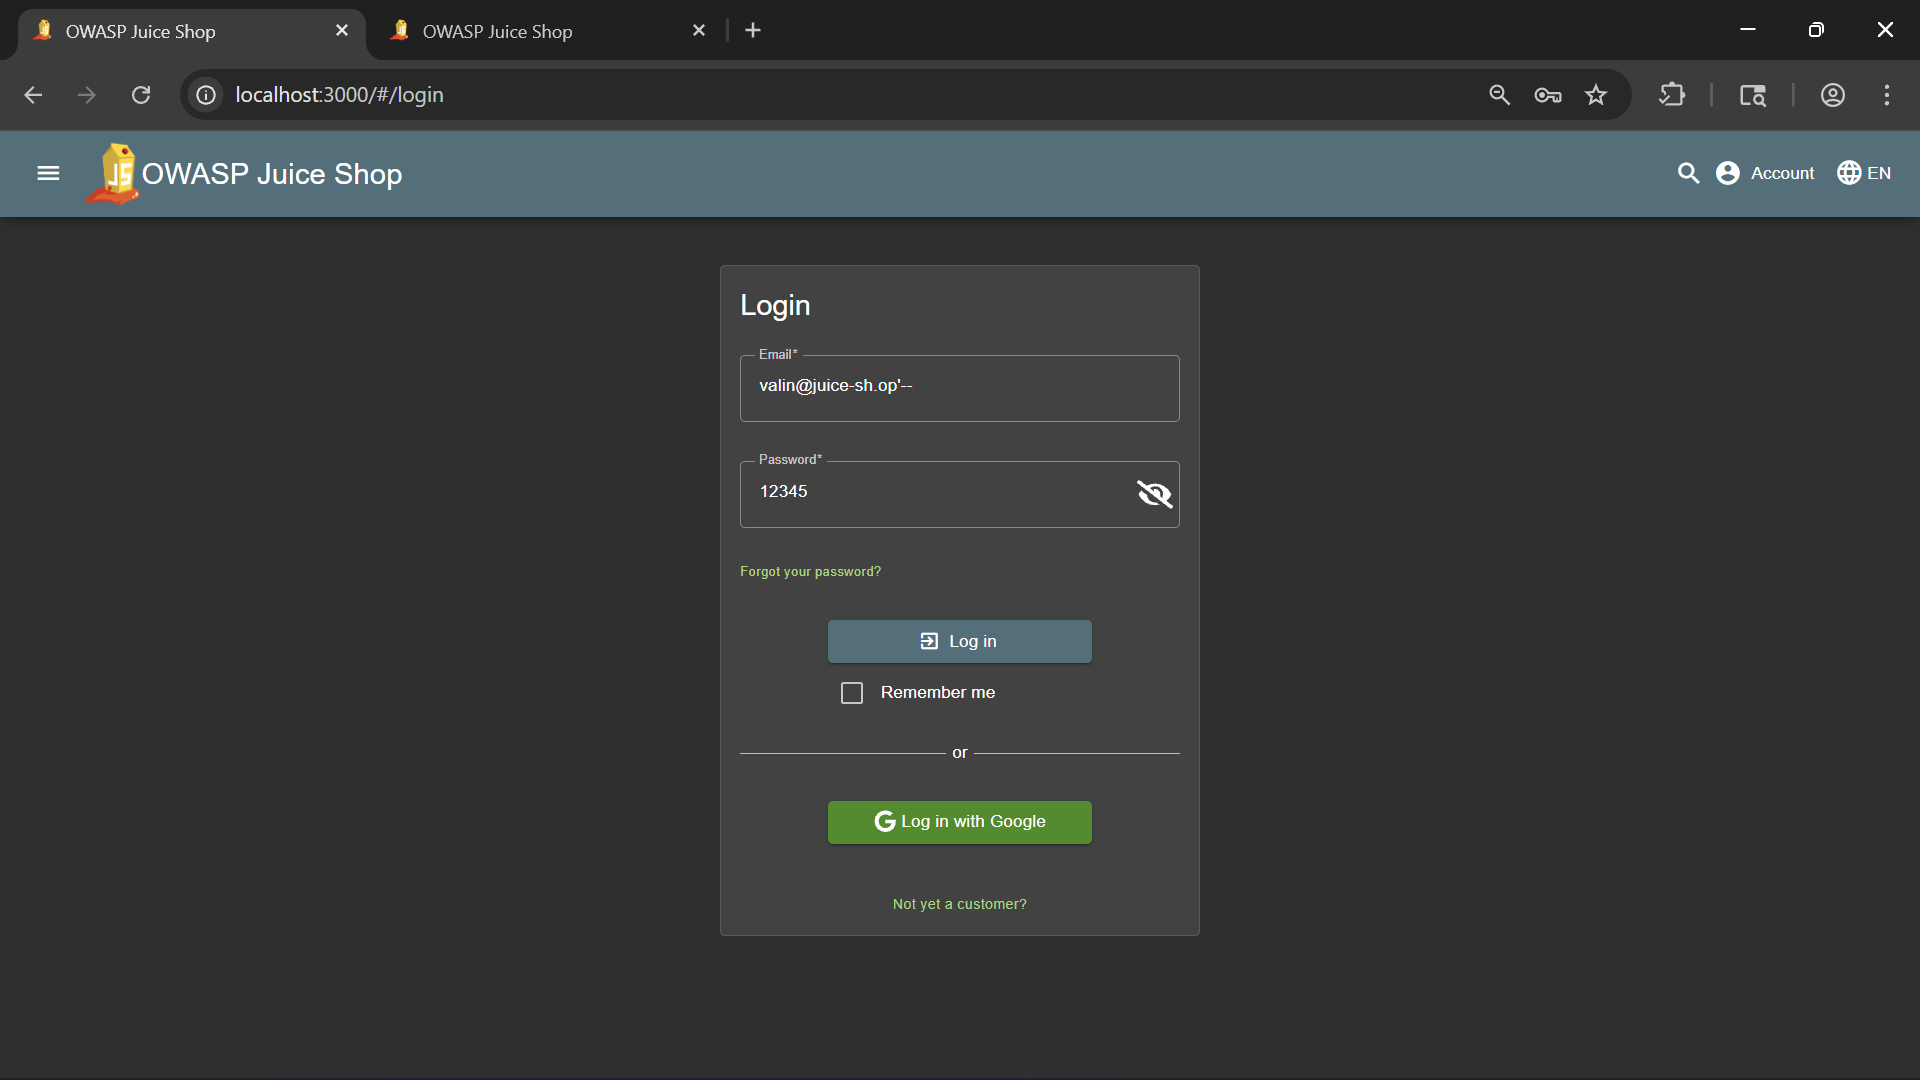 OWASP Juice Shop
OWASP Juice Shop
localhost:3000/#/login
OWASP Juice Shop
Account
EN
Login
Email*
valin@juice-sh.op'--
Password*
12345
Forgot your password?
Log in
Remember me
or
Log in with Google
Not yet a customer?